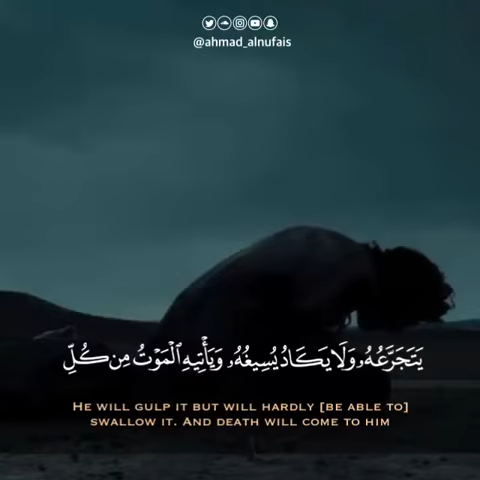 @ahmad_alnufais
يَتَجَرَّعُهُۥ وَلَا يَكَادُ يُسِيغُهُۥ وَيَأْتِيهِ ٱلْمَوْتُ مِن كُلِّ
HE WILL GULP IT BUT WILL HARDLY [BE ABLE TO]
SWALLOW IT. AND DEATH WILL COME TO HIM